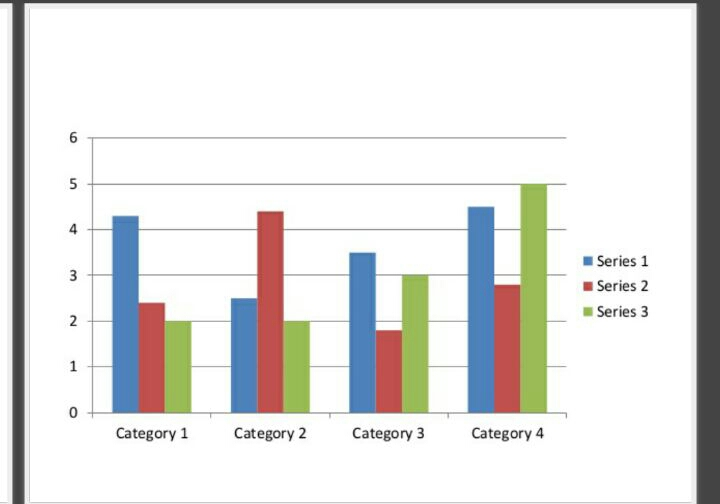 6
5
4
3
2
1
0
Category 1
Category 2
Category 3
Category 4
Series 1
Series 2
Series 3